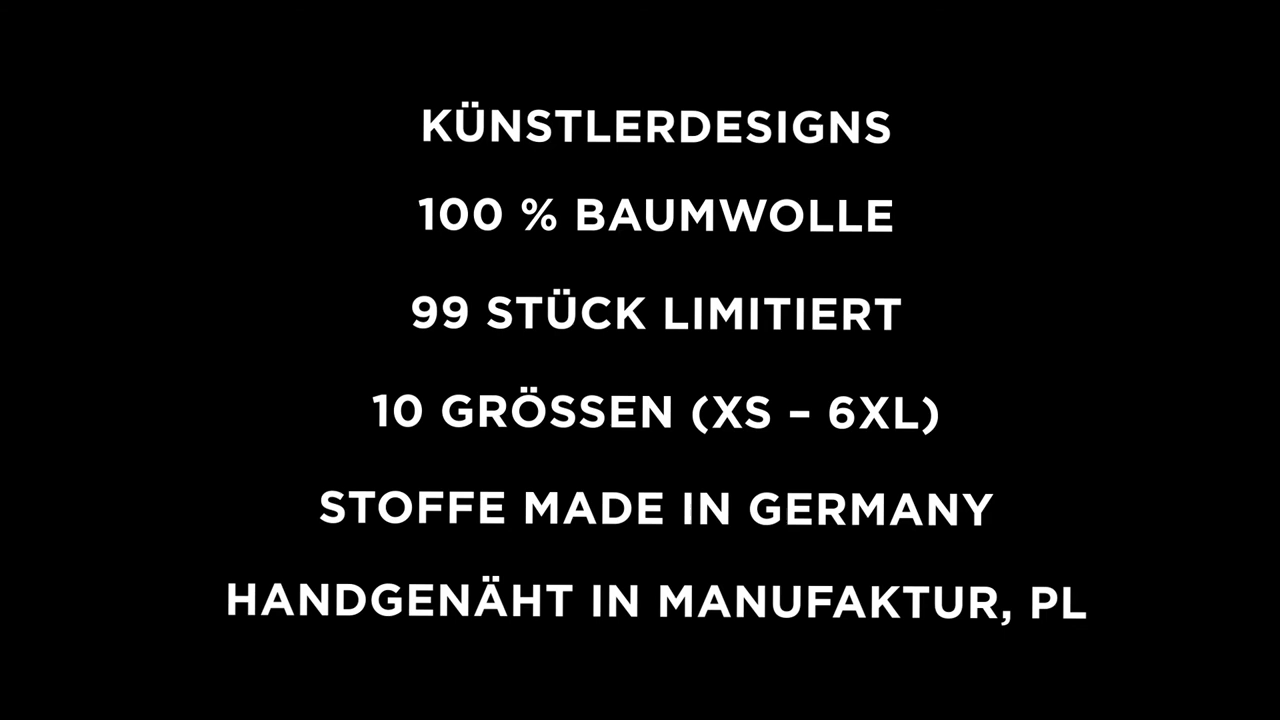 KÜNSTLERDESIGNS
100 % BAUMWOLLE
99 STÜCK LIMITIERT
10 GRÖSSEN (XS – 6XL)
STOFFE MADE IN GERMANY
HANDGENÄHT IN MANUFAKTUR, PL